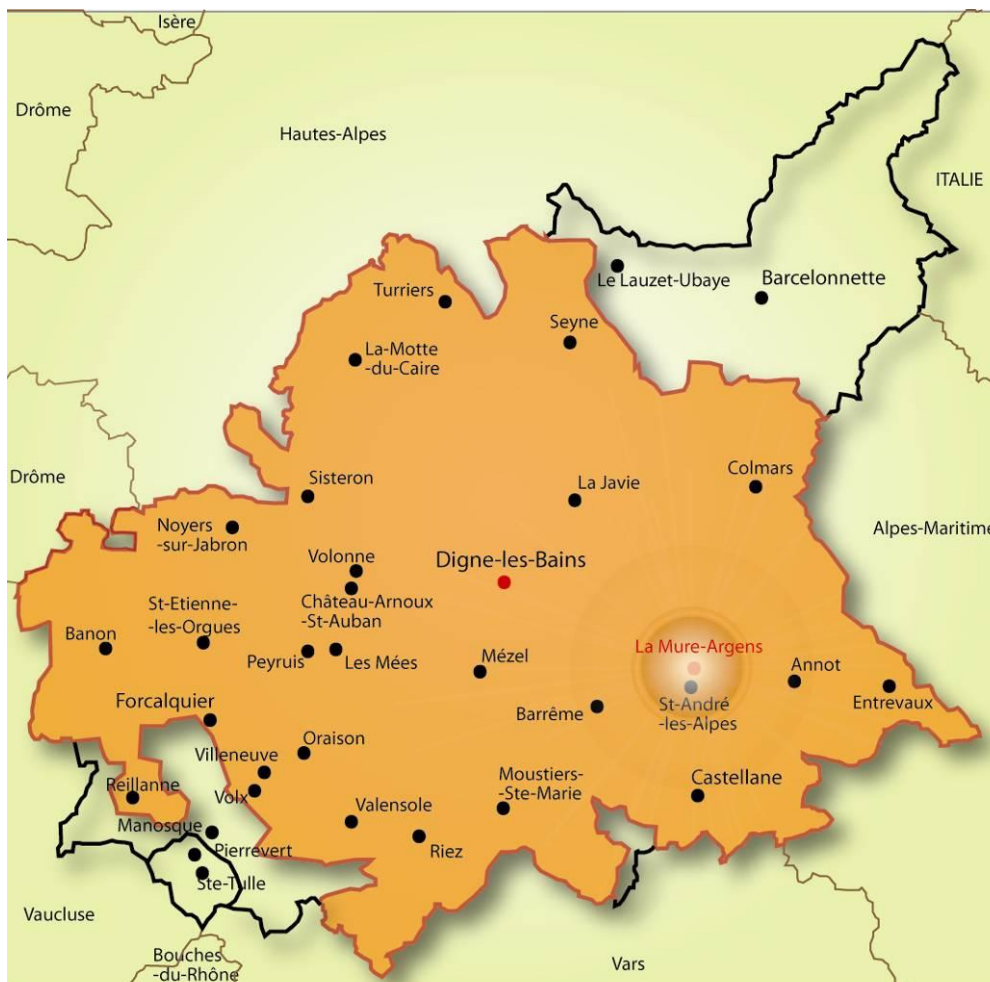 Isère
Drôme
Hautes-Alpes
ITALIE
Le Lauzet-Ubaye
Barcelonnette
Turriers
Seyne
La-Motte
-du-Caire
Drôme
Sisteron
La Javie
Colmars
Noyers
-sur-Jabron
Alpes-Maritime
Volonne
Digne-les-Bains
Château-Arnoux
-St-Auban
St-Etienne-
-les-Orgues
Banon
Peyruis
Les Mées
Mézel
La Mure-Argens
Annot
St-André
-les-Alpes
Entrevaux
Forcalquier
Barrême
Villeneuve
Oraison
Reillanne
Volx
Valensole
Moustiers-
-Ste-Marie
Castellane
Manosque
Pierrevert
Riez
Ste-Tulle
Vaucluse
Bouches
-du-Rhône
Vars